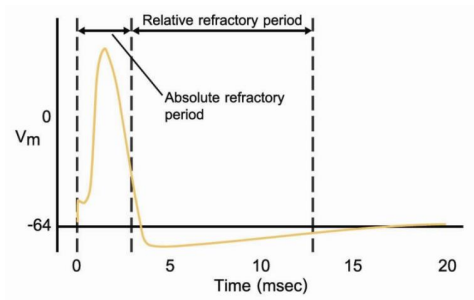 Relative refractory period
Absolute refractory
period
0
Vm
-64
0
5
10
15
20
Time (msec)